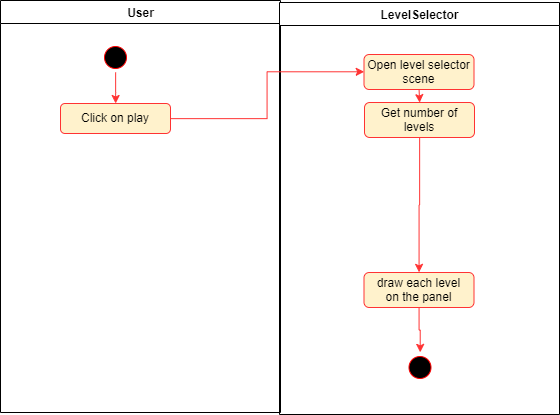 User
LevelSelector
Open level selector
scene
Click on play
Get number of
levels
draw each level
on the panel